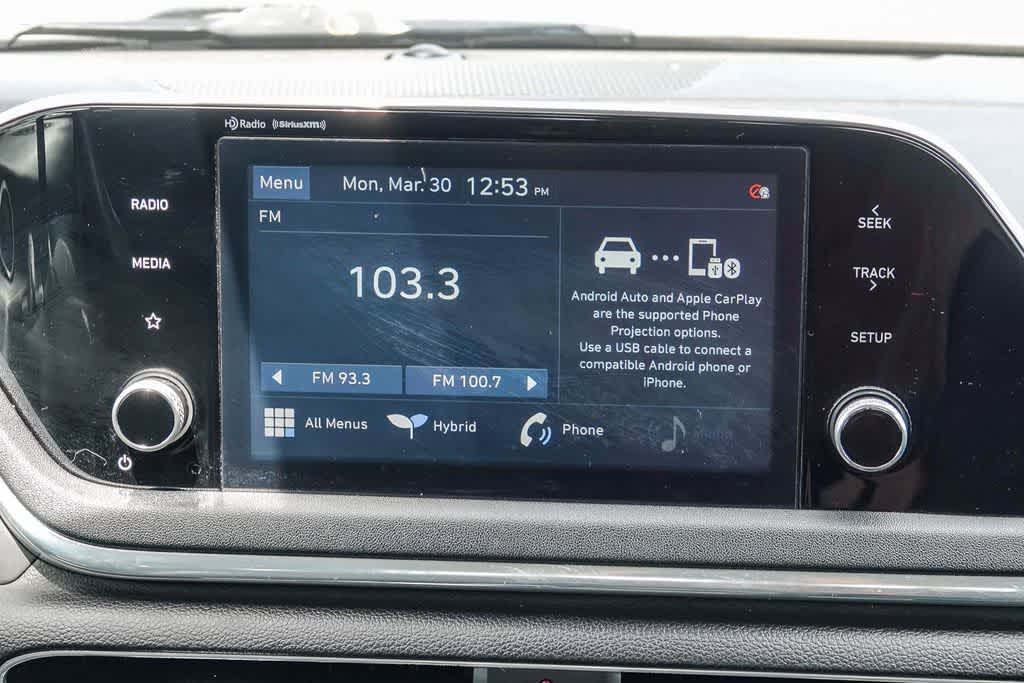 HD Radio ((SiriusXM))
RADIO
MEDIA
Menu Mon, Mar. 30 12:53 PM
FM
103.3
FM 93.3 FM 100.7
Android Auto and Apple CarPlay
are the supported Phone
Projection options.
Use a USB cable to connect a
compatible Android phone or
iPhone.
All Menus Hybrid Phone
SEEK
TRACK
SETUP